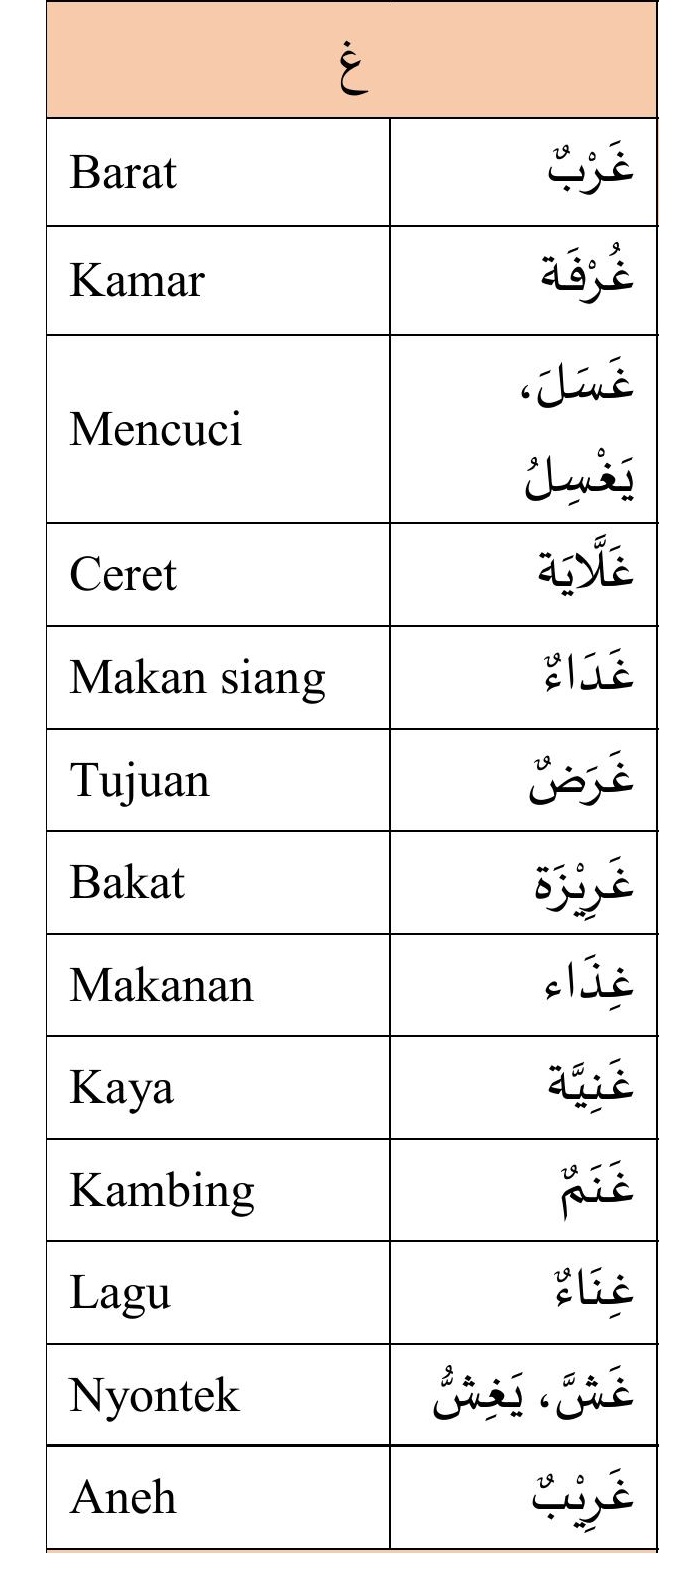 غ
Barat غَرْبٌ
Kamar غُرْفَة
Mencuci غَسَلَ،
يَغْسِلُ
Ceret غَلَّايَة
Makan siang غَدَاءٌ
Tujuan غَرَضٌ
Bakat غَرِيْزَة
Makanan غِذَاء
Kaya غَنِيَّة
Kambing غَنَمٌ
Lagu غِنَاءٌ
Nyontek غَشَّ، يَغِشُّ
Aneh غَرِيْبٌ